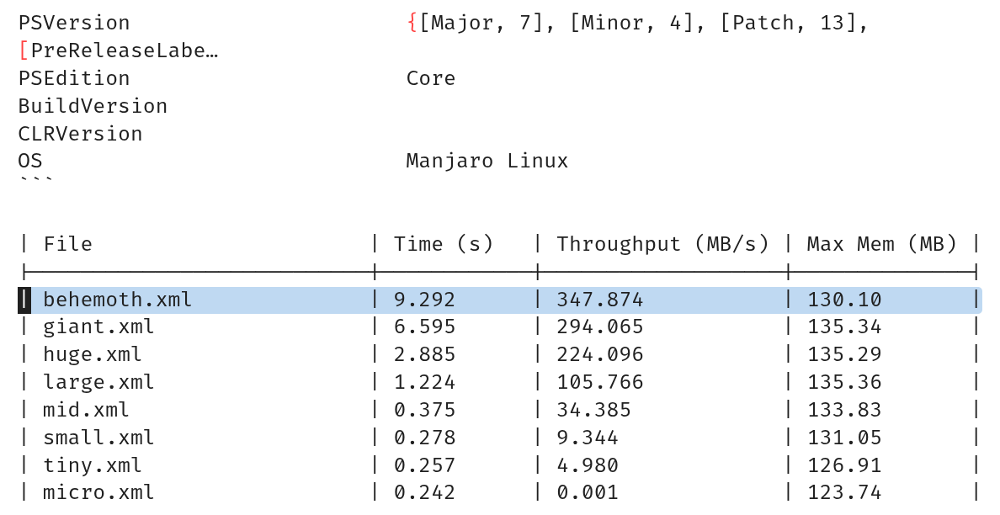 PSVersion                      {[Major, 7], [Minor, 4], [Patch, 13],
[PreReleaseLabe…
PSEdition                      Core
BuildVersion
CLRVersion
OS                             Manjaro Linux
```
| File                      | Time (s)   | Throughput (MB/s) | Max Mem (MB) |
|---------------------------|------------|-------------------|--------------|
| behemoth.xml              | 9.292      | 347.874           | 130.10       |
| giant.xml                 | 6.595      | 294.065           | 135.34       |
| huge.xml                  | 2.885      | 224.096           | 135.29       |
| large.xml                 | 1.224      | 105.766           | 135.36       |
| mid.xml                   | 0.375      | 34.385            | 133.83       |
| small.xml                 | 0.278      | 9.344             | 131.05       |
| tiny.xml                  | 0.257      | 4.980             | 126.91       |
| micro.xml                 | 0.242      | 0.001             | 123.74       |